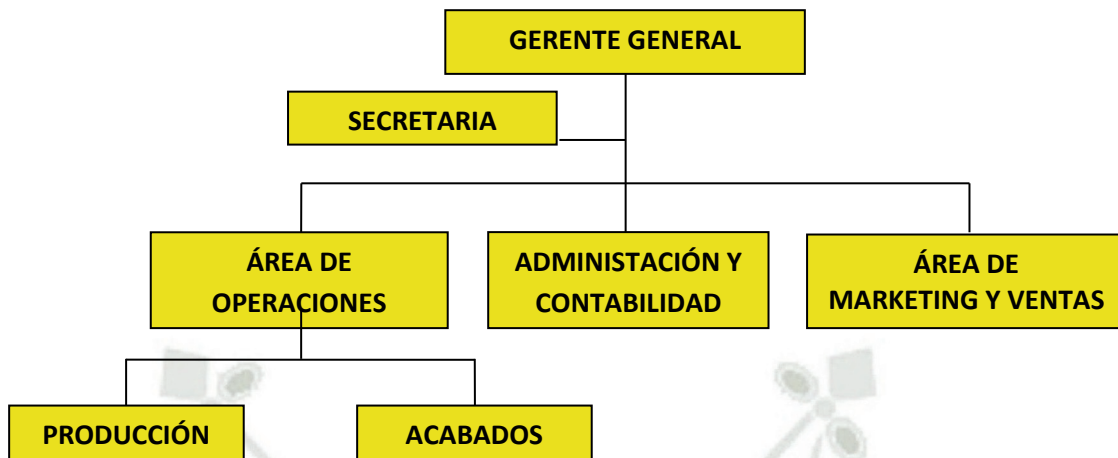 GERENTE GENERAL
SECRETARIA
ÁREA DE
OPERACIONES
ADMINISTACIÓN Y
CONTABILIDAD
ÁREA DE
MARKETING Y VENTAS
PRODUCCIÓN
ACABADOS